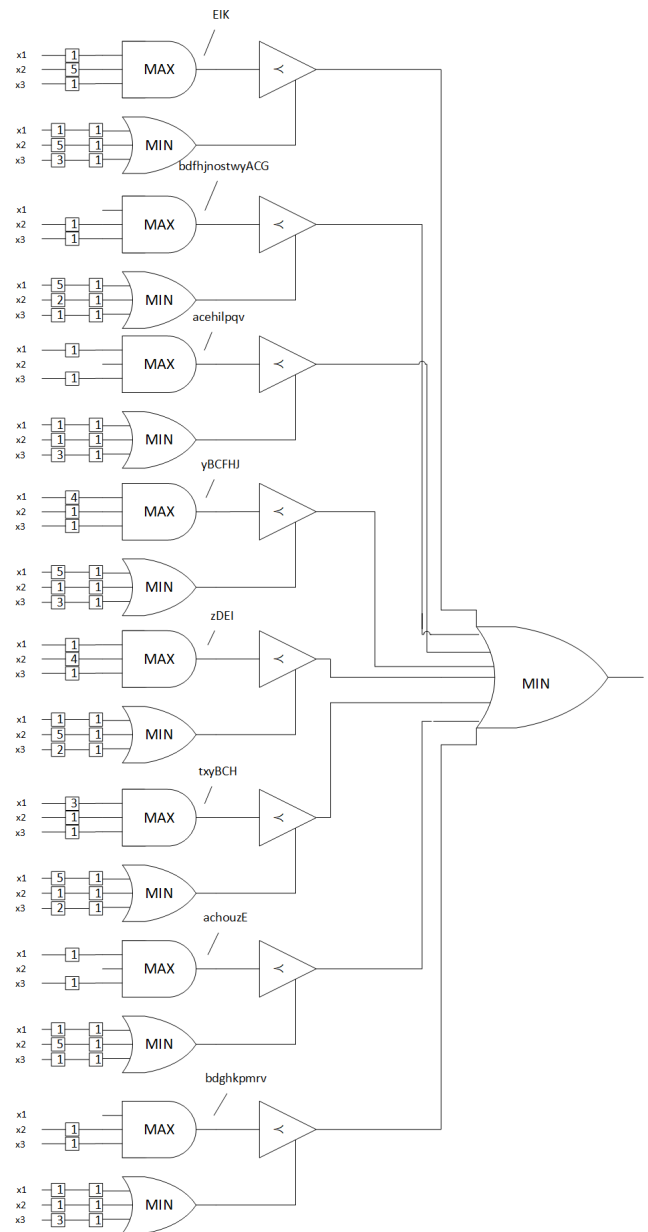 EIK
x1 1
x2 5 MAX ≺
x3 1
x1 1 1
x2 5 1 MIN
x3 3 1
bdfhjnostwyACG
x1
x2 1 MAX ≺
x3 1
x1 5 1
x2 2 1 MIN
x3 1 1
acehilpqv
x1 1
x2 MAX ≺
x3 1
x1 1 1
x2 1 1 MIN
x3 3 1
yBCFHJ
x1 4
x2 1 MAX ≺
x3 1
x1 5 1
x2 1 1 MIN
x3 3 1
zDEI
x1 1
x2 4 MAX ≺
x3 1
MIN
x1 1 1
x2 5 1 MIN
x3 2 1
txyBCH
x1 3
x2 1 MAX ≺
x3 1
x1 5 1
x2 1 1 MIN
x3 2 1
achouzE
x1 1
x2 MAX ≺
x3 1
x1 1 1
x2 5 1 MIN
x3 1 1
bdghkpmrv
x1
x2 1 MAX ≺
x3 1
x1 1 1
x2 1 1 MIN
x3 3 1